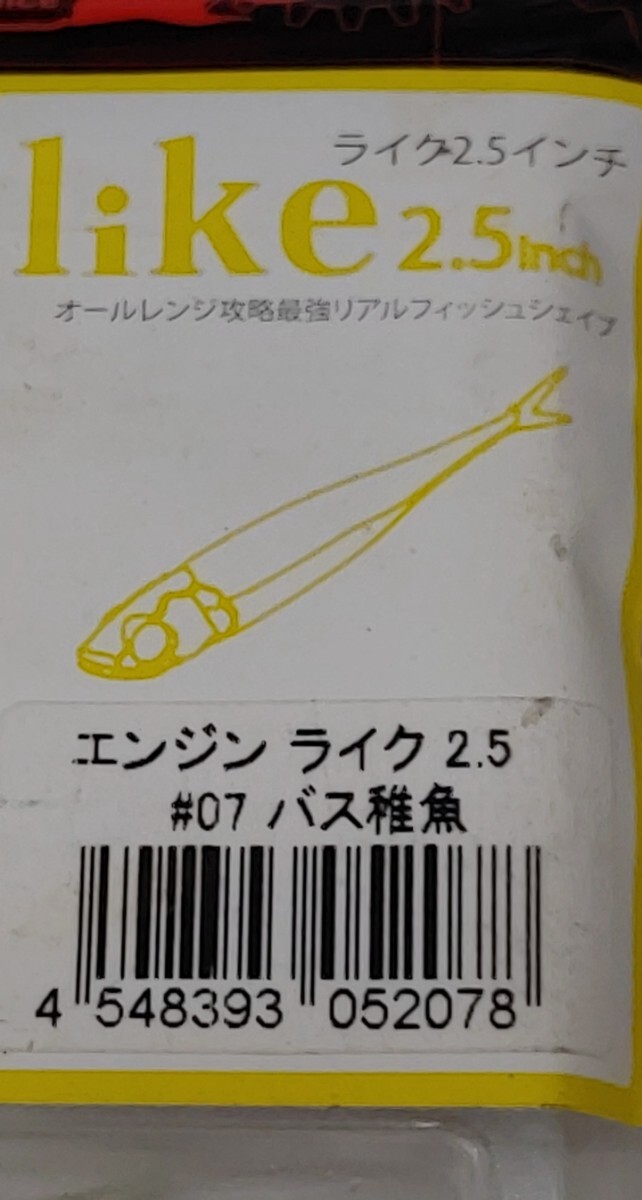 ライク2.5インチ
like 2.5inch
オールレンジ攻略最強リアルフィッシュシェイプ
エンジン ライク 2.5
#07 バス稚魚
4 548393 052078